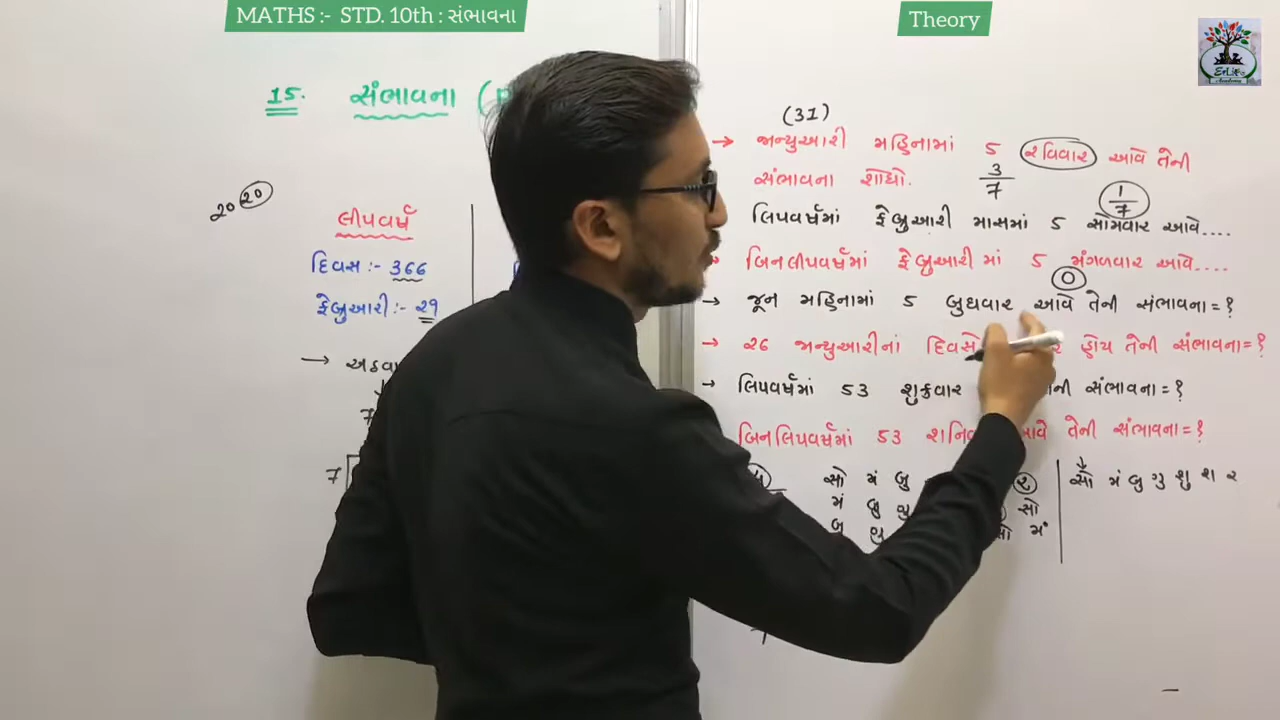 MATHS :- STD. 10th : સંભાવના
Theory
ErLife
15. સંભાવના (
2020
લીપવર્ષ
દિવસ :- 366
ફેબ્રુઆરી :- 29
→
7
(31)
→ જાન્યુઆરી મહિનામાં 5 રવિવાર આવે તેની
સંભાવના શોધો. 3/7
1/7
લિપવર્ષમાં ફેબ્રુઆરી માસમાં 5 સોમવાર આવે....
બિનલીપવર્ષમાં ફેબ્રુઆરી માં 5 મંગળવાર આવે....
0
→ જૂન મહિનામાં 5 બુધવાર આવે તેની સંભાવના = ?
→ 26 જાન્યુઆરીનાં દિવસે હોય તેની સંભાવના = ?
→ લિપવર્ષમાં 53 શુક્રવાર સંભાવના = ?
બિનલિપવર્ષમાં 53 આવે તેની સંભાવના = ?
સો મં બુ ર
મં બુ ગુ સો
બુ ગુ સો મં
સો મં બુ ગુ શુ શ ર